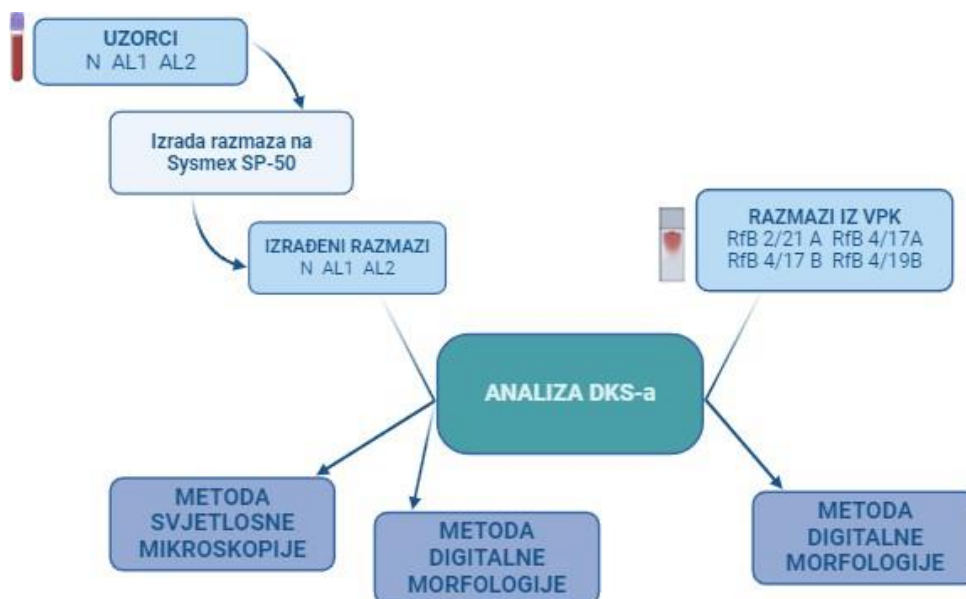 UZORCI
N AL1 AL2
Izrada razmaza na
Sysmex SP-50
IZRAĐENI RAZMAZI
N AL1 AL2
RAZMAZI IZ VPK
RfB 2/21 A RfB 4/17A
RfB 4/17 B RfB 4/19B
ANALIZA DKS-a
METODA
SVJETLOSNE
MIKROSKOPIJE
METODA
DIGITALNE
MORFOLOGIJE
METODA
DIGITALNE
MORFOLOGIJE